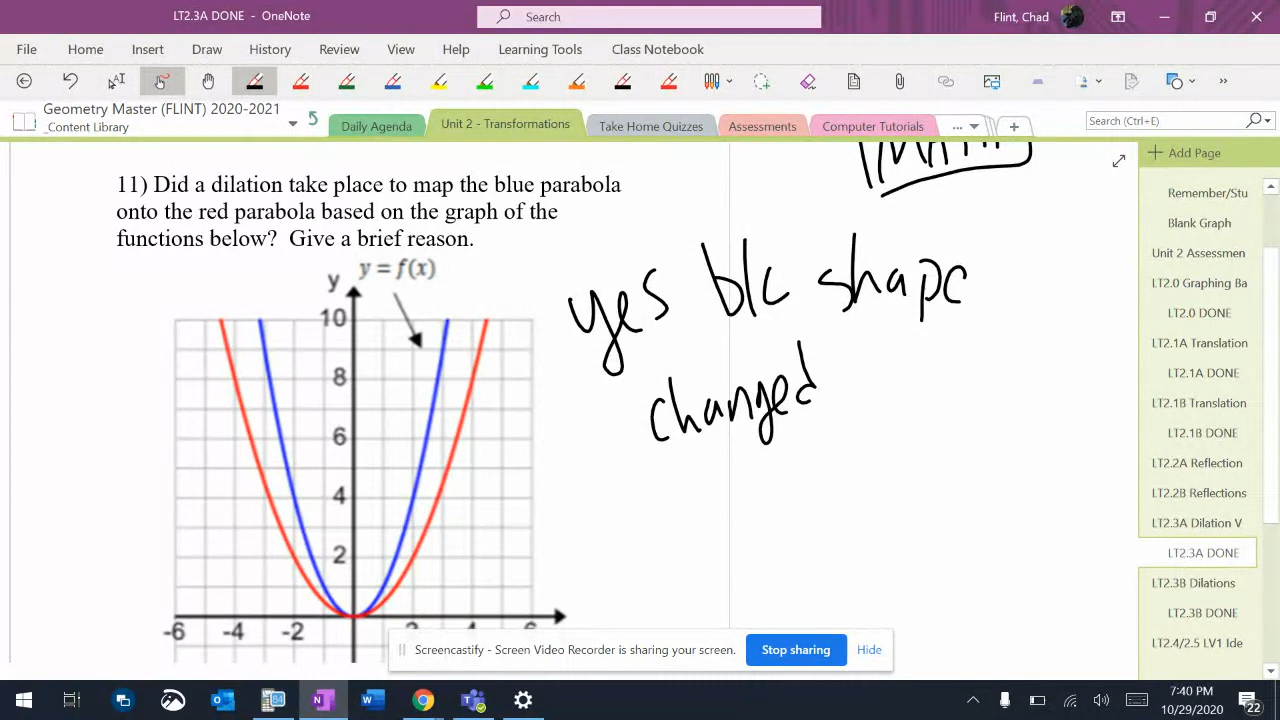 LT2.3A DONE - OneNote
Search
Flint, Chad
File Home Insert Draw History Review View Help Learning Tools Class Notebook
Geometry Master (FLINT) 2020-2021
_Content Library
Daily Agenda
Unit 2 - Transformations
Take Home Quizzes
Assessments
Computer Tutorials
...
Search (Ctrl+E)
Add Page
Remember/Stu
Blank Graph
Unit 2 Assessmen
LT2.0 Graphing Ba
LT2.0 DONE
LT2.1A Translation
LT2.1A DONE
LT2.1B Translation
LT2.1B DONE
LT2.2A Reflection
LT2.2B Reflections
LT2.3A Dilation V
LT2.3A DONE
LT2.3B Dilations
LT2.3B DONE
LT2.4/2.5 LV1 Ide
11) Did a dilation take place to map the blue parabola
onto the red parabola based on the graph of the
functions below? Give a brief reason.
y = f(x)
y
10
8
6
4
2
-6 -4 -2
yes b/c shape
changed
Screencastify - Screen Video Recorder is sharing your screen.
Stop sharing
Hide
7:40 PM
10/29/2020
22